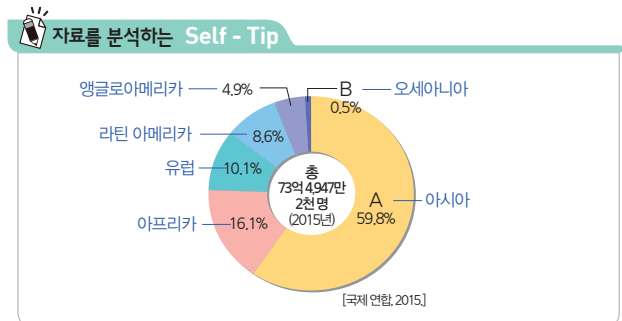 자료를 분석하는 Self - Tip
앵글로아메리카 4.9% B 오세아니아
0.5%
라틴 아메리카 8.6%
유럽 10.1%
총
73억 4,947만
2천 명
(2015년)
A 아시아
59.8%
아프리카 16.1%
[국제 연합, 2015.]